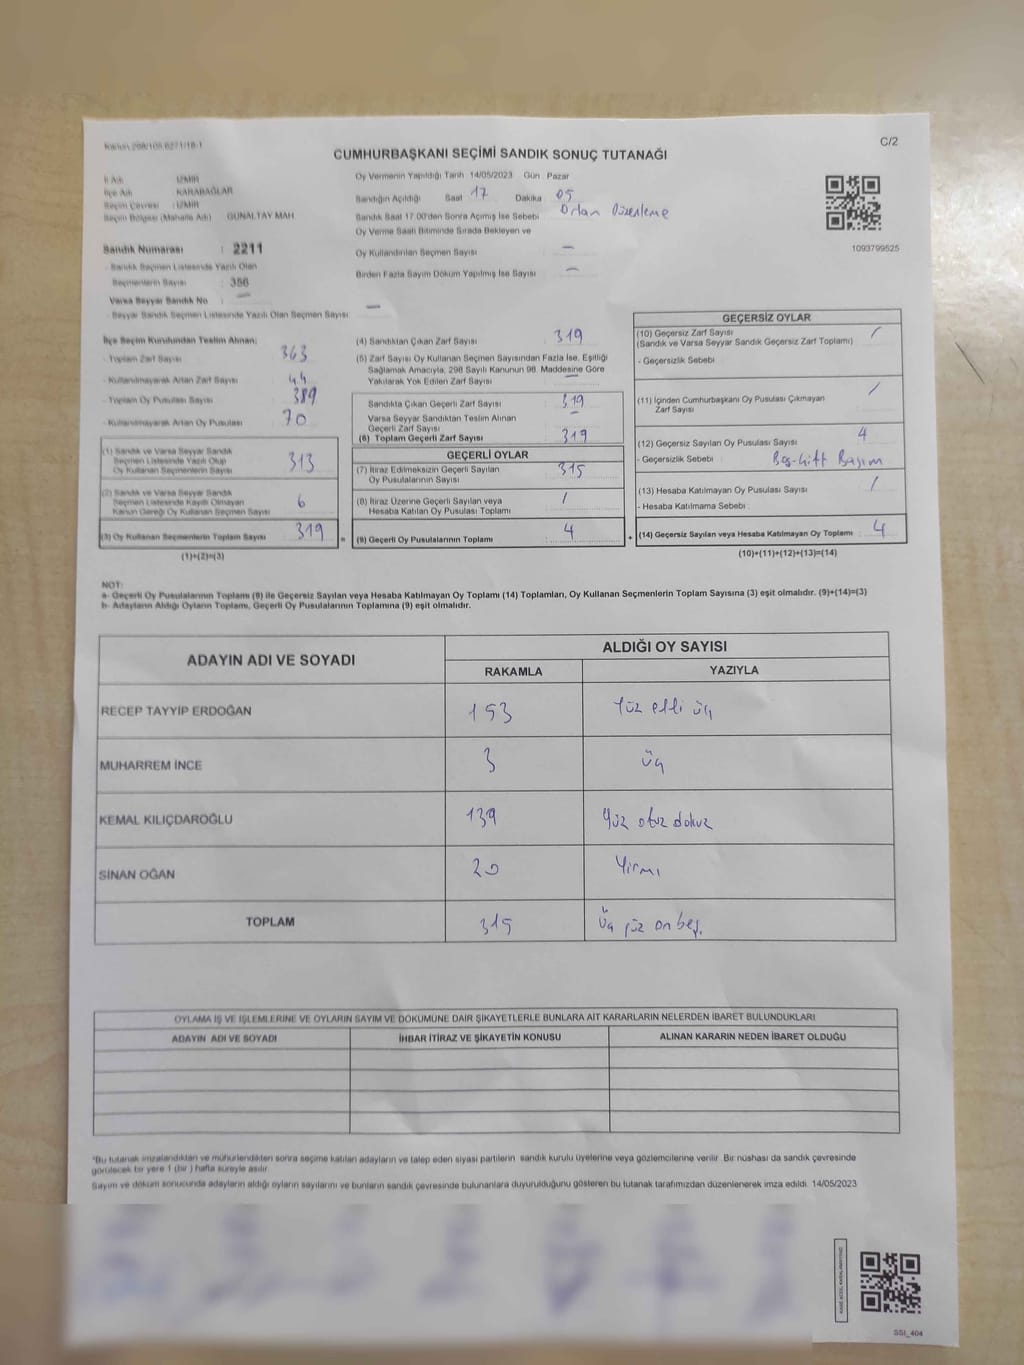 C/2
CUMHURBAŞKANI SEÇİMİ SANDIK SONUÇ TUTANAĞI
İl Adı : İZMİR
İlçe Adı : KARABAĞLAR
Seçim Çevresi : İZMİR
Seçim Bölgesi (Mahalle Adı) : GÜNALTAY MAH
Sandık Numarası : 2211
- Sandık Seçmen Listesinde Yazılı Olan
Seçmenlerin Sayısı : 356
Varsa Seyyar Sandık No : —
- Seyyar Sandık Seçmen Listesinde Yazılı Olan Seçmen Sayısı : —
Oy Vermenin Yapıldığı Tarih 14/05/2023 Gün Pazar
Sandığın Açıldığı Saat 17 Dakika 05
Sandık Saat 17.00'den Sonra Açımış İse Sebebi Ortan Düzenleme
Oy Verme Saati Bitiminde Sırada Bekleyen ve
Oy Kullandırılan Seçmen Sayısı —
Birden Fazla Sayım Döküm Yapılmış İse Sayısı —
1093799525
İlçe Seçim Kurulundan Teslim Alınan;
- Toplam Zarf Sayısı 363
- Kullanılmayarak Artan Zarf Sayısı 44
- Toplam Oy Pusulası Sayısı 389
- Kullanılmayarak Artan Oy Pusulası 70
(1) Sandık ve Varsa Seyyar Sandık
Seçmen Listesinde Yazılı Olup
Oy Kullanan Seçmenlerin Sayısı 313
(2) Sandık ve Varsa Seyyar Sandık
Seçmen Listesinde Kayıtlı Olmayan
Kanun Gereği Oy Kullanan Seçmen Sayısı 6
(3) Oy Kullanan Seçmenlerin Toplam Sayısı 319
(1)+(2)=(3)
(4) Sandıktan Çıkan Zarf Sayısı 319
(5) Zarf Sayısı Oy Kullanan Seçmen Sayısından Fazla İse, Eşitliği
Sağlamak Amacıyla, 298 Sayılı Kanunun 98. Maddesine Göre
Yakılarak Yok Edilen Zarf Sayısı —
Sandıkta Çıkan Geçerli Zarf Sayısı 319
Varsa Seyyar Sandıktan Teslim Alınan
Geçerli Zarf Sayısı —
(6) Toplam Geçerli Zarf Sayısı 319
GEÇERLİ OYLAR
(7) İtiraz Edilmeksizin Geçerli Sayılan
Oy Pusulalarının Sayısı 315
(8) İtiraz Üzerine Geçerli Sayılan veya
Hesaba Katılan Oy Pusulası Toplamı /
= (9) Geçerli Oy Pusulalarının Toplamı 4
GEÇERSİZ OYLAR
(10) Geçersiz Zarf Sayısı /
(Sandık ve Varsa Seyyar Sandık Geçersiz Zarf Toplamı)
- Geçersizlik Sebebi
(11) İçinden Cumhurbaşkanı Oy Pusulası Çıkmayan
Zarf Sayısı /
(12) Geçersiz Sayılan Oy Pusulası Sayısı 4
- Geçersizlik Sebebi
(13) Hesaba Katılmayan Oy Pusulası Sayısı /
- Hesaba Katılmama Sebebi
+ (14) Geçersiz Sayılan veya Hesaba Katılmayan Oy Toplamı 4
(10)+(11)+(12)+(13)=(14)
NOT:
a- Geçerli Oy Pusulaları Toplamı (9) ile Geçersiz Sayılan veya Hesaba Katılmayan Oy Toplamı (14) Toplamları, Oy Kullanan Seçmenlerin Toplam Sayısına (3) eşit olmalıdır. (9)+(14)=(3)
b- Adayların Aldığı Oyların Toplamı, Geçerli Oy Pusulalarının Toplamına (9) eşit olmalıdır.
ADAYIN ADI VE SOYADI
ALDIĞI OY SAYISI
RAKAMLA YAZIYLA
RECEP TAYYİP ERDOĞAN 153 Yüz elli üç
MUHARREM İNCE 3 üç
KEMAL KILIÇDAROĞLU 139 Yüz otuz dokuz
SİNAN OĞAN 20 Yirmi
TOPLAM 315 Üç yüz on beş.
OYLAMA İŞ VE İŞLEMLERİNE VE OYLARIN SAYIM VE DÖKÜMÜNE DAİR ŞİKAYETLERLE BUNLARA AİT KARARLARIN NELERDEN İBARET BULUNDUKLARI
ADAYIN ADI VE SOYADI İHBAR İTİRAZ VE ŞİKAYETİN KONUSU ALINAN KARARIN NEDEN İBARET OLDUĞU
*Bu tutanak imzalandıktan ve mühürlendikten sonra seçime katılan adayların ve talep eden siyasi partilerin sandık kurulu üyelerine veya gözlemcilerine verilir. Bir nüshası da sandık çevresinde
görülecek bir yere 1 (bir ) hafta süreyle asılır.
Sayım ve döküm sonucunda adayların aldığı oyların sayılarını ve bunların sandık çevresinde bulunanlara duyurulduğunu gösteren bu tutanak tarafımızdan düzenlenerek imza edildi. 14/05/2023
SSI_404